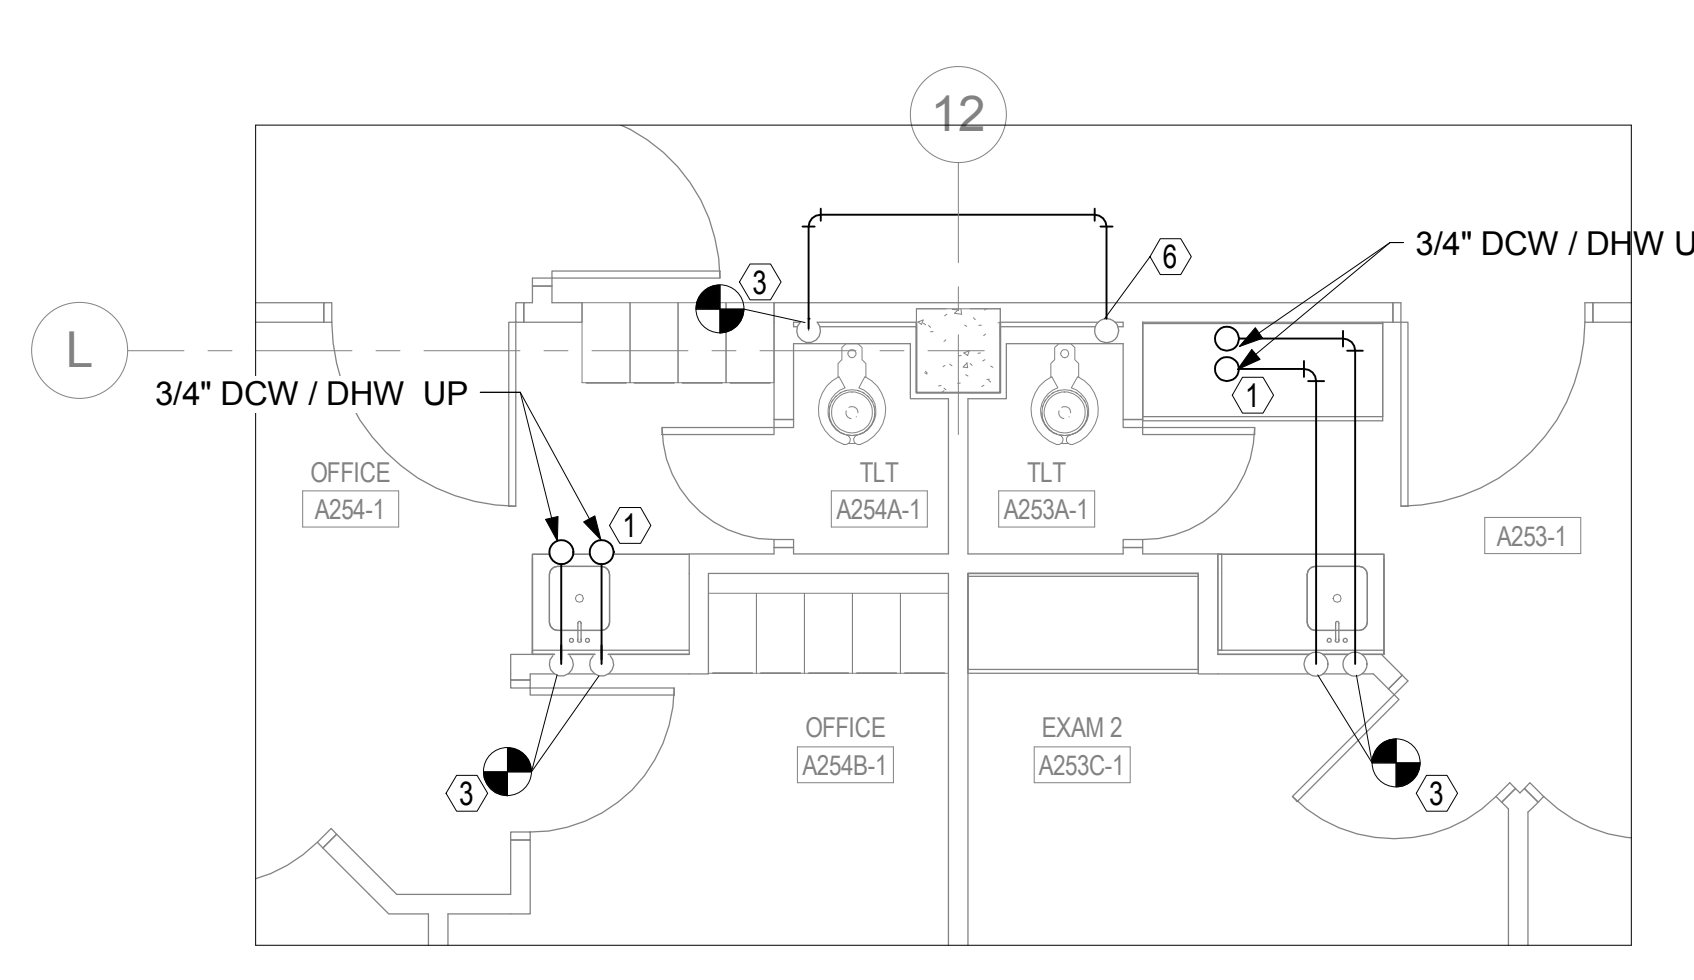 12
3/4" DCW / DHW U
6
3
L
3/4" DCW / DHW UP
1
OFFICE
A254-1
TLT
A254A-1
TLT
A253A-1
1
A253-1
OFFICE
A254B-1
EXAM 2
A253C-1
3
3